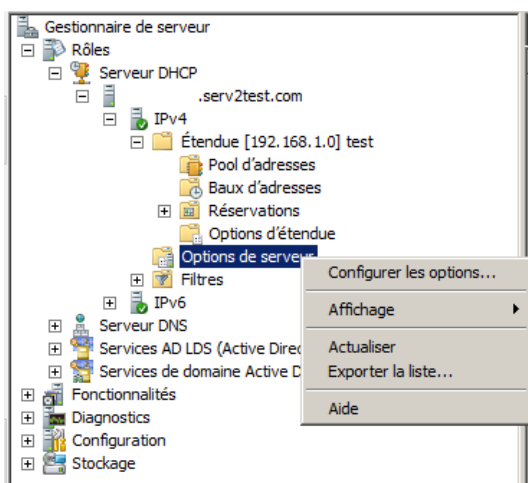 Gestionnaire de serveur
Rôles
Serveur DHCP
.serv2test.com
IPv4
Étendue [192.168.1.0] test
Pool d'adresses
Baux d'adresses
Réservations
Options d'étendue
Options de serveur
Filtres
IPv6
Serveur DNS
Services AD LDS (Active Direc
Services de domaine Active D
Fonctionnalités
Diagnostics
Configuration
Stockage
Configurer les options...
Affichage
Actualiser
Exporter la liste...
Aide